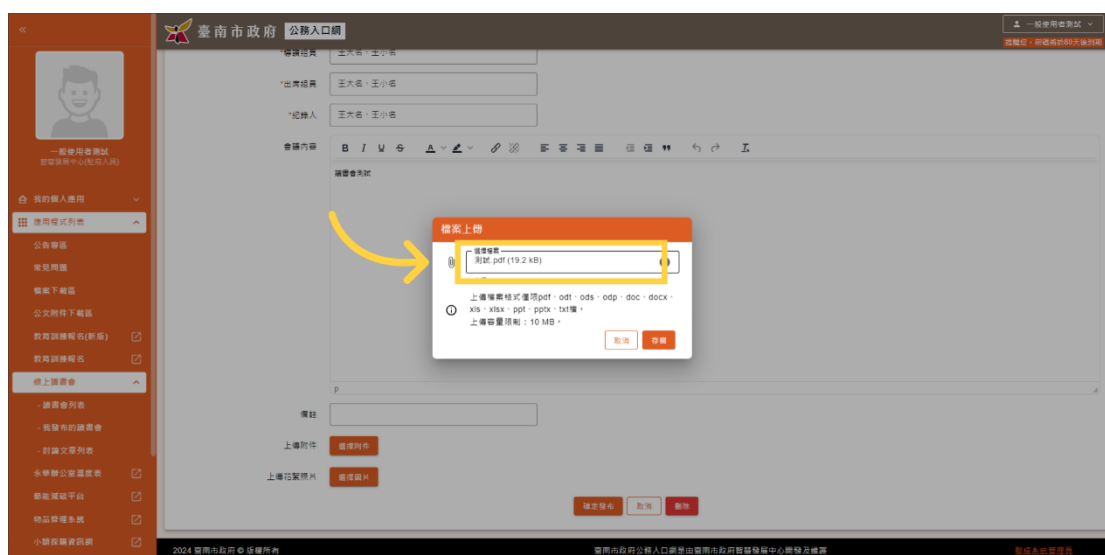 «
臺南市政府 公務人口網
一般使用者測試
提醒您,密碼將於88天後到期
一般使用者測試
智慧發展中心(駐府人員)
我的個人應用
應用程式列表
公告專區
常見問題
檔案下載區
公文附件下載區
教育訓練報名(新版)
教育訓練報名
線上讀書會
- 讀書會列表
- 我發布的讀書會
- 討論文章列表
永華辦公室溫度表
節能減碳平台
物品管理系統
小額採購資訊網
*導讀組員 王大名、王小名
*出席組員 王大名、王小名
*紀錄人 王大名、王小名
會議內容
B I U S A
讀書會測試
檔案上傳
選擇檔案
測試.pdf (19.2 kB)
上傳檔案格式僅限pdf、odt、ods、odp、doc、docx、
xls、xlsx、ppt、pptx、txt檔。
上傳容量限制:10 MB。
取消 存檔
p
備註
上傳附件 選擇附件
上傳花絮照片 選擇圖片
確定發布 取消 刪除
2024 臺南市政府 © 版權所有
臺南市政府公務人口網是由臺南市政府智慧發展中心開發及維護
聯絡系統管理員